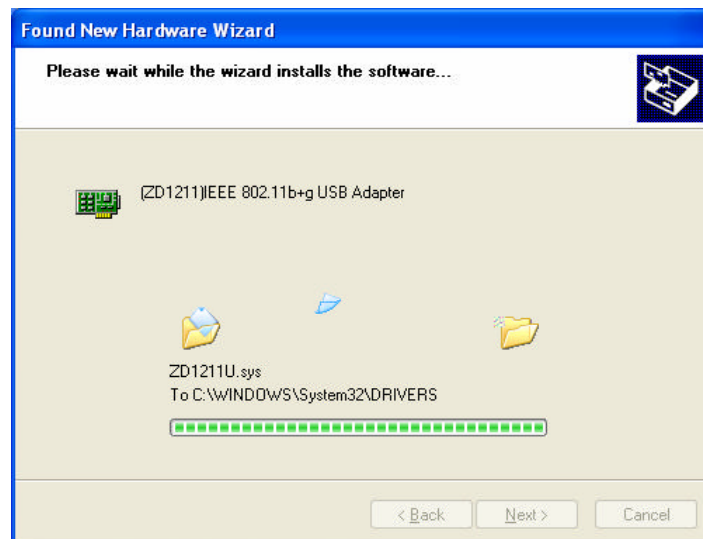 Found New Hardware Wizard
Please wait while the wizard installs the software...
(ZD1211)IEEE 802.11b+g USB Adapter
ZD1211U.sys
To C:\WINDOWS\System32\DRIVERS
< Back Next > Cancel